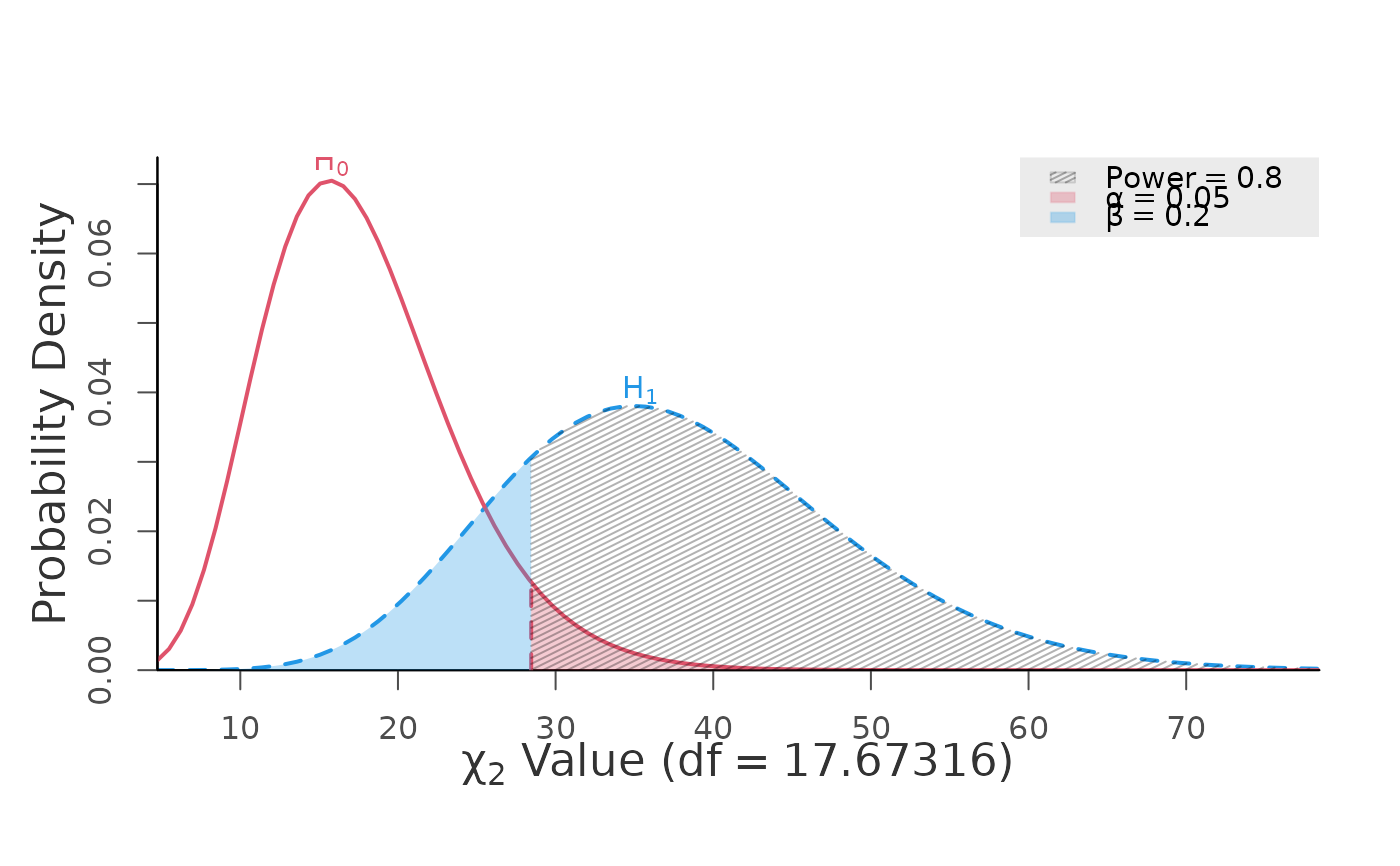 H₀
Power = 0.8
α = 0.05
β = 0.2
H₁
Probability Density
0.00
0.02
0.04
0.06
10 20 30 40 50 60 70
χ₂ Value (df = 17.67316)